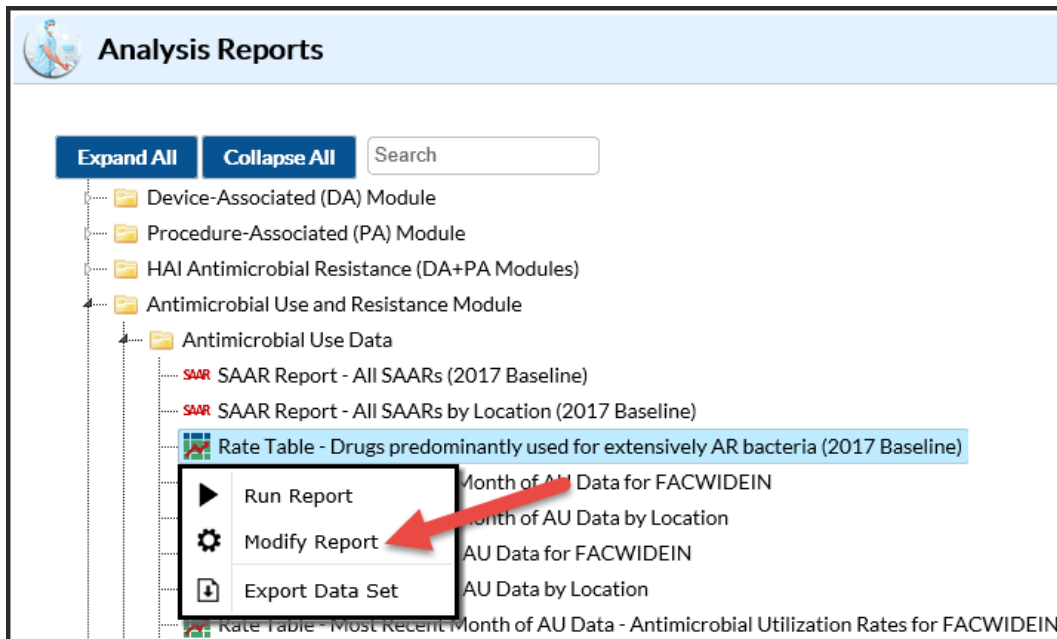 Analysis Reports
Expand All Collapse All Search
Device-Associated (DA) Module
Procedure-Associated (PA) Module
HAI Antimicrobial Resistance (DA+PA Modules)
Antimicrobial Use and Resistance Module
Antimicrobial Use Data
SAAR SAAR Report - All SAARs (2017 Baseline)
SAAR SAAR Report - All SAARs by Location (2017 Baseline)
Rate Table - Drugs predominantly used for extensively AR bacteria (2017 Baseline)
Run Report
Month of AU Data for FACWIDEIN
Month of AU Data by Location
Modify Report
AU Data for FACWIDEIN
Export Data Set
AU Data by Location
Rate Table - Most Recent Month of AU Data - Antimicrobial Utilization Rates for FACWIDEIN